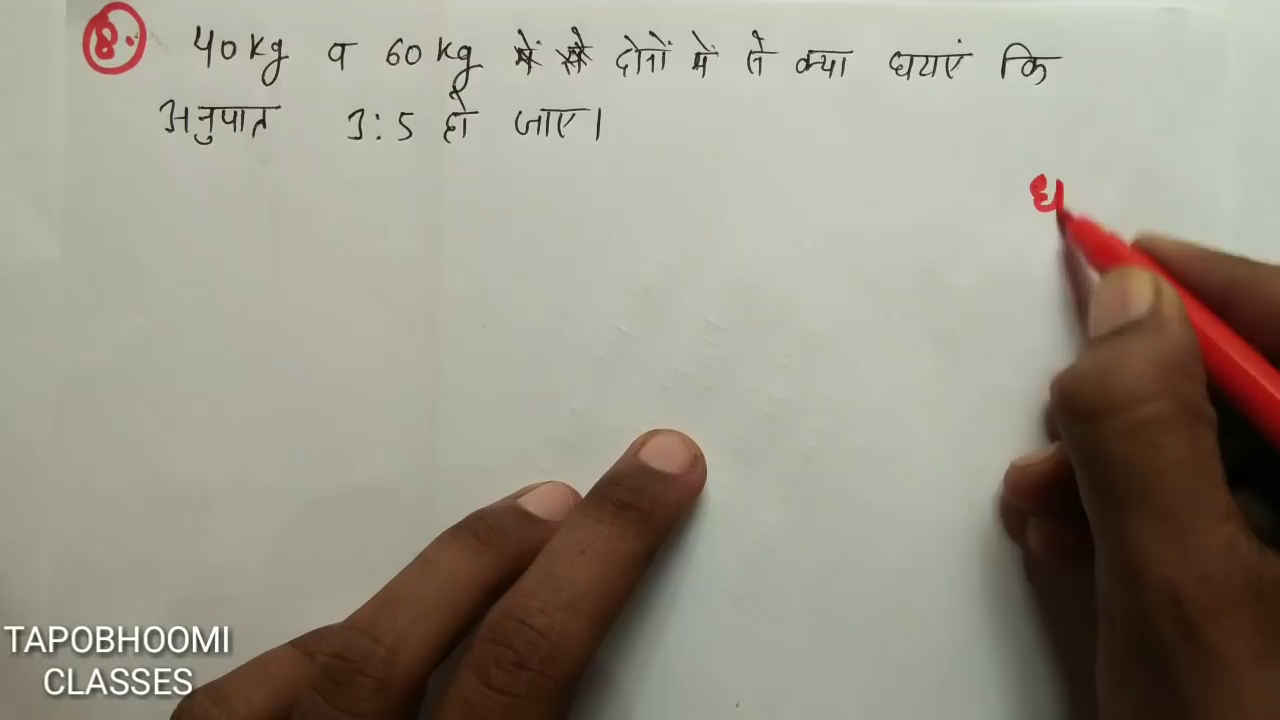 8. 40 kg व 60 kg दोनों में से क्या घटाएं कि
अनुपात 3:5 हो जाए।
घ
TAPOBHOOMI
CLASSES